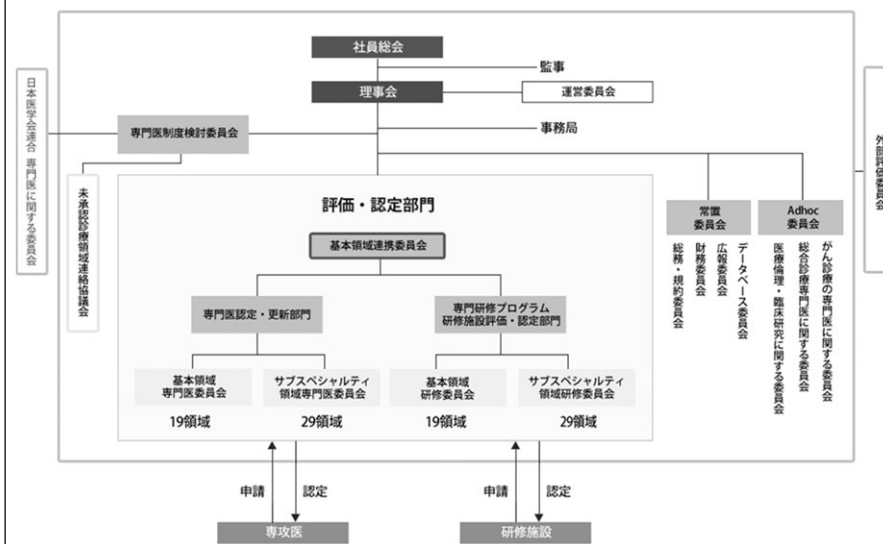 社員総会
監事
理事会
運営委員会
事務局
日本医学会連合 専門医に関する委員会
専門医制度検討委員会
未承認診療領域連絡協議会
外部評価委員会
評価・認定部門
基本領域連携委員会
専門医認定・更新部門
専門研修プログラム
研修施設評価・認定部門
基本領域
専門医委員会
サブスペシャルティ
領域専門医委員会
基本領域
研修委員会
サブスペシャルティ
領域研修委員会
19領域
29領域
19領域
29領域
常置
委員会
データベース委員会
広報委員会
財務委員会
総務・規約委員会
Adhoc
委員会
がん診療の専門医に関する委員会
総合診療専門医に関する委員会
医療倫理・臨床研究に関する委員会
申請
認定
申請
認定
専攻医
研修施設